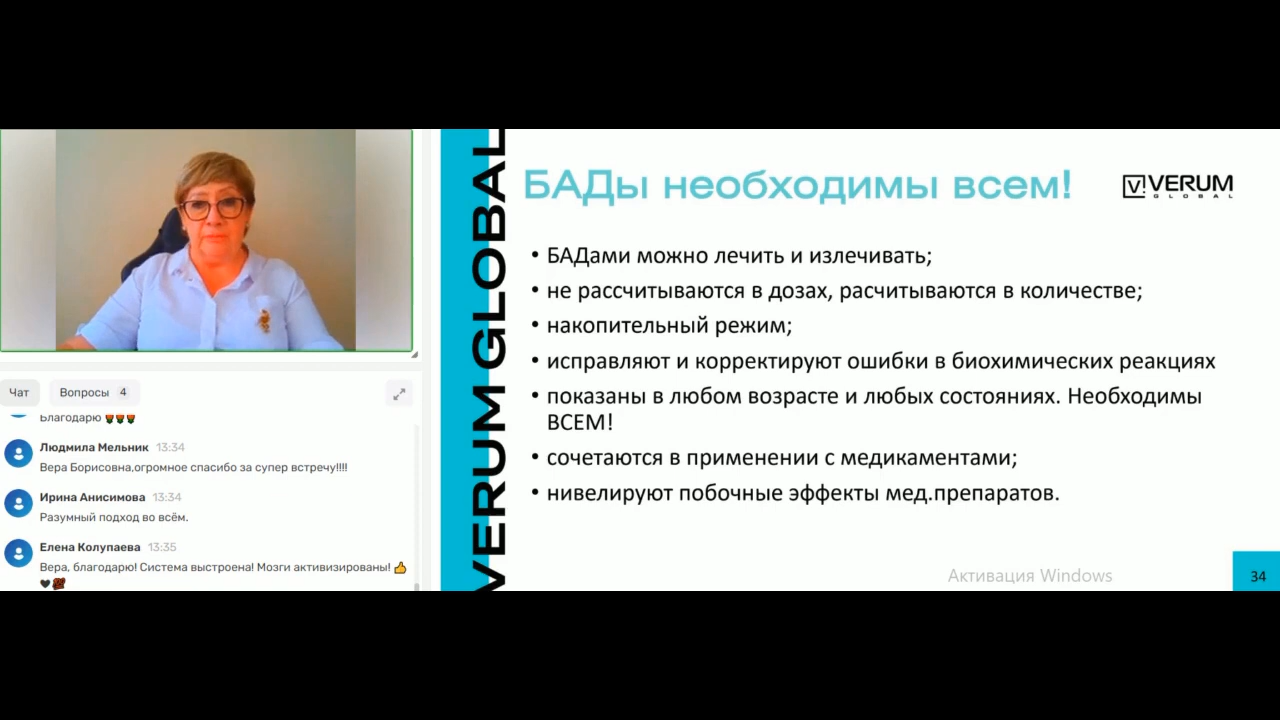 VERUM GLOBAL
БАДы необходимы всем!
V! VERUM
GLOBAL
• БАДами можно лечить и излечивать;
• не рассчитываются в дозах, расчитываются в количестве;
• накопительный режим;
• исправляют и корректируют ошибки в биохимических реакциях
• показаны в любом возрасте и любых состояниях. Необходимы
ВСЕМ!
• сочетаются в применении с медикаментами;
• нивелируют побочные эффекты мед.препаратов.
Активация Windows
34
Чат
Вопросы 4
Благодарю 🌷🌷🌷
Людмила Мельник 13:34
Вера Борисовна,огромное спасибо за супер встречу!!!!
Ирина Анисимова 13:34
Разумный подход во всём.
Елена Колупаева 13:35
Вера, благодарю! Система выстроена! Мозги активизированы! 👍
🖤💯